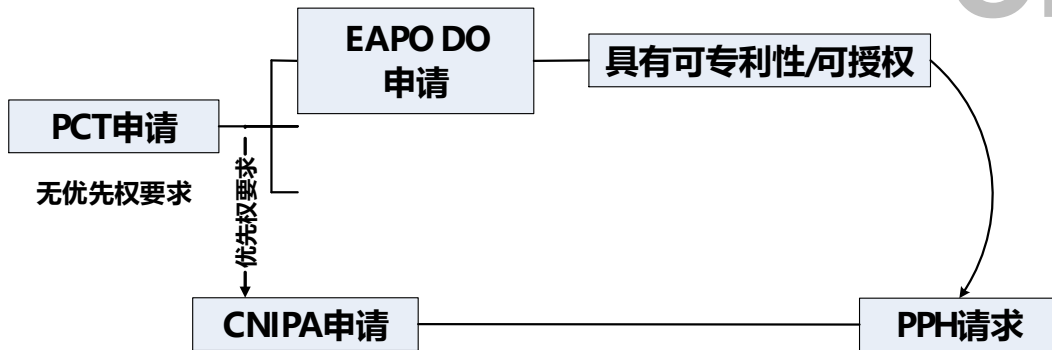 EAPO DO
申请
具有可专利性/可授权
PCT申请
无优先权要求
优先权要求
CNIPA申请
PPH请求